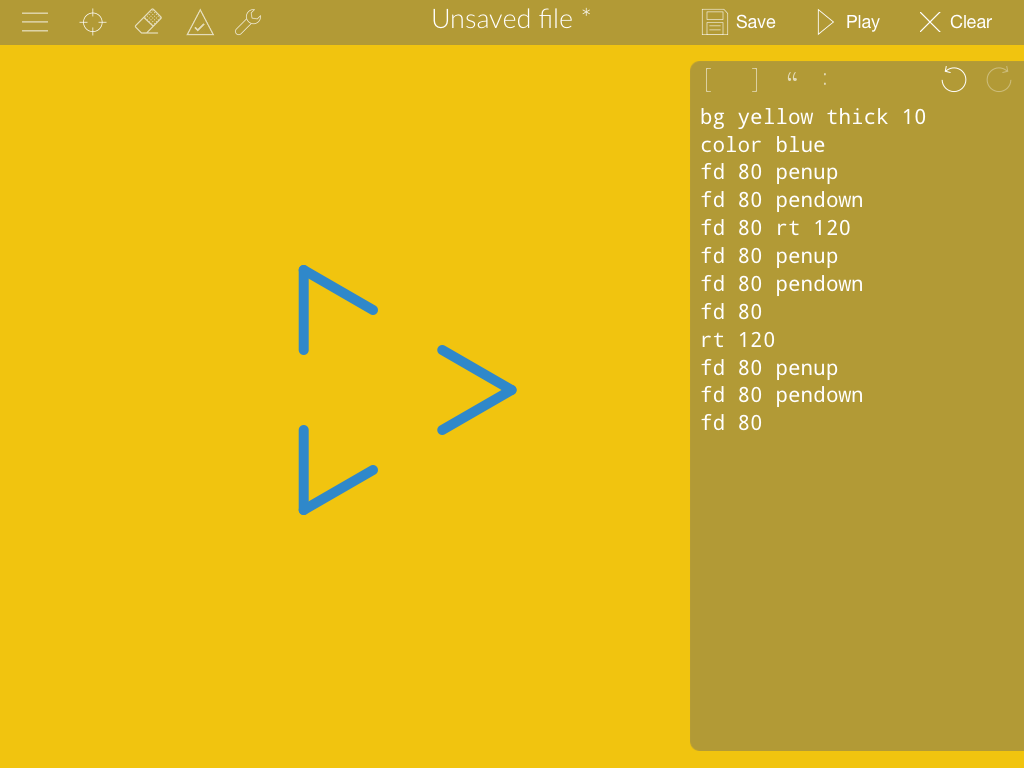 Unsaved file *
Save
Play
Clear
[ ] “ :
bg yellow thick 10
color blue
fd 80 penup
fd 80 pendown
fd 80 rt 120
fd 80 penup
fd 80 pendown
fd 80
rt 120
fd 80 penup
fd 80 pendown
fd 80